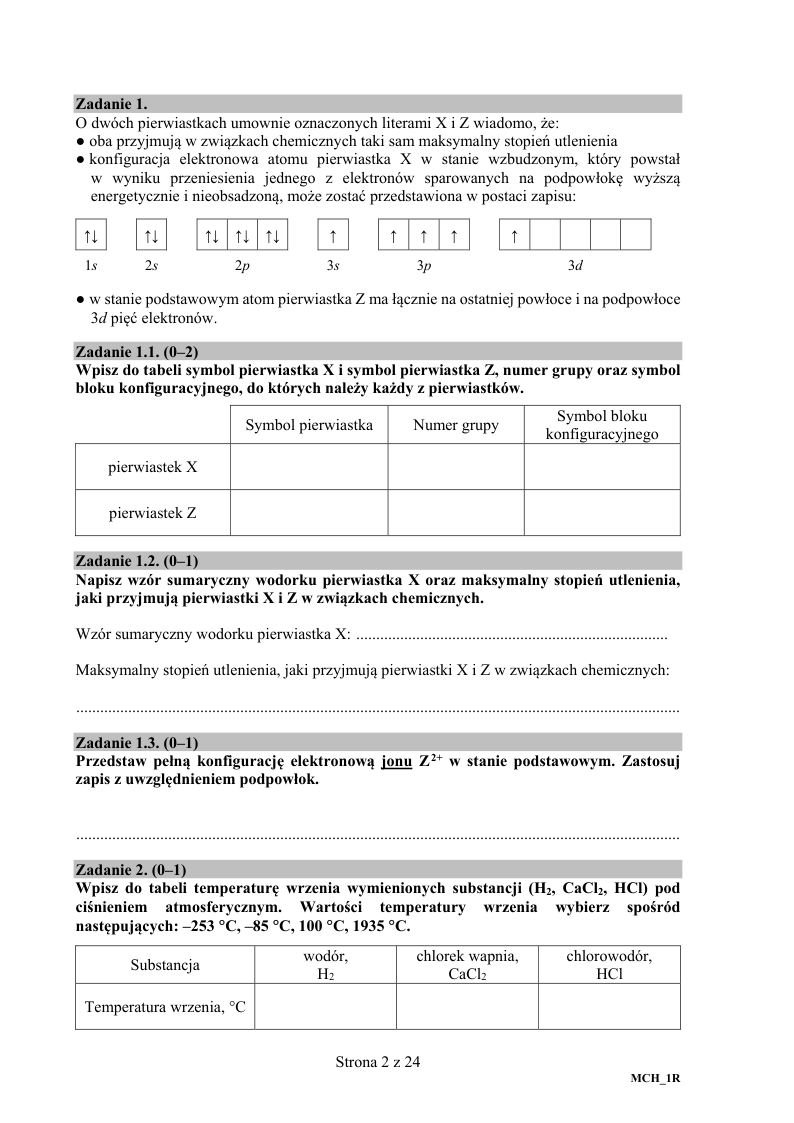 Zadanie 1.
O dwóch pierwiastkach umownie oznaczonych literami X i Z wiadomo, że:
● oba przyjmują w związkach chemicznych taki sam maksymalny stopień utlenienia
● konfiguracja elektronowa atomu pierwiastka X w stanie wzbudzonym, który powstał
w wyniku przeniesienia jednego z elektronów sparowanych na podpowłokę wyższą
energetycznie i nieobsadzoną, może zostać przedstawiona w postaci zapisu:
↑↓ ↑↓ ↑↓ ↑↓ ↑↓ ↑ ↑ ↑ ↑ ↑
1s 2s 2p 3s 3p 3d
● w stanie podstawowym atom pierwiastka Z ma łącznie na ostatniej powłoce i na podpowłoce
3d pięć elektronów.
Zadanie 1.1. (0–2)
Wpisz do tabeli symbol pierwiastka X i symbol pierwiastka Z, numer grupy oraz symbol
bloku konfiguracyjnego, do których należy każdy z pierwiastków.
Symbol pierwiastka Numer grupy Symbol bloku
konfiguracyjnego
pierwiastek X
pierwiastek Z
Zadanie 1.2. (0–1)
Napisz wzór sumaryczny wodorku pierwiastka X oraz maksymalny stopień utlenienia,
jaki przyjmują pierwiastki X i Z w związkach chemicznych.
Wzór sumaryczny wodorku pierwiastka X: ..............................................................................
Maksymalny stopień utlenienia, jaki przyjmują pierwiastki X i Z w związkach chemicznych:
.......................................................................................................................................................
Zadanie 1.3. (0–1)
Przedstaw pełną konfigurację elektronową jonu Z²⁺ w stanie podstawowym. Zastosuj
zapis z uwzględnieniem podpowłok.
.......................................................................................................................................................
Zadanie 2. (0–1)
Wpisz do tabeli temperaturę wrzenia wymienionych substancji (H₂, CaCl₂, HCl) pod
ciśnieniem atmosferycznym. Wartości temperatury wrzenia wybierz spośród
następujących: –253 °C, –85 °C, 100 °C, 1935 °C.
Substancja wodór, chlorek wapnia, chlorowodór,
H₂ CaCl₂ HCl
Temperatura wrzenia, °C
Strona 2 z 24
MCH_1R